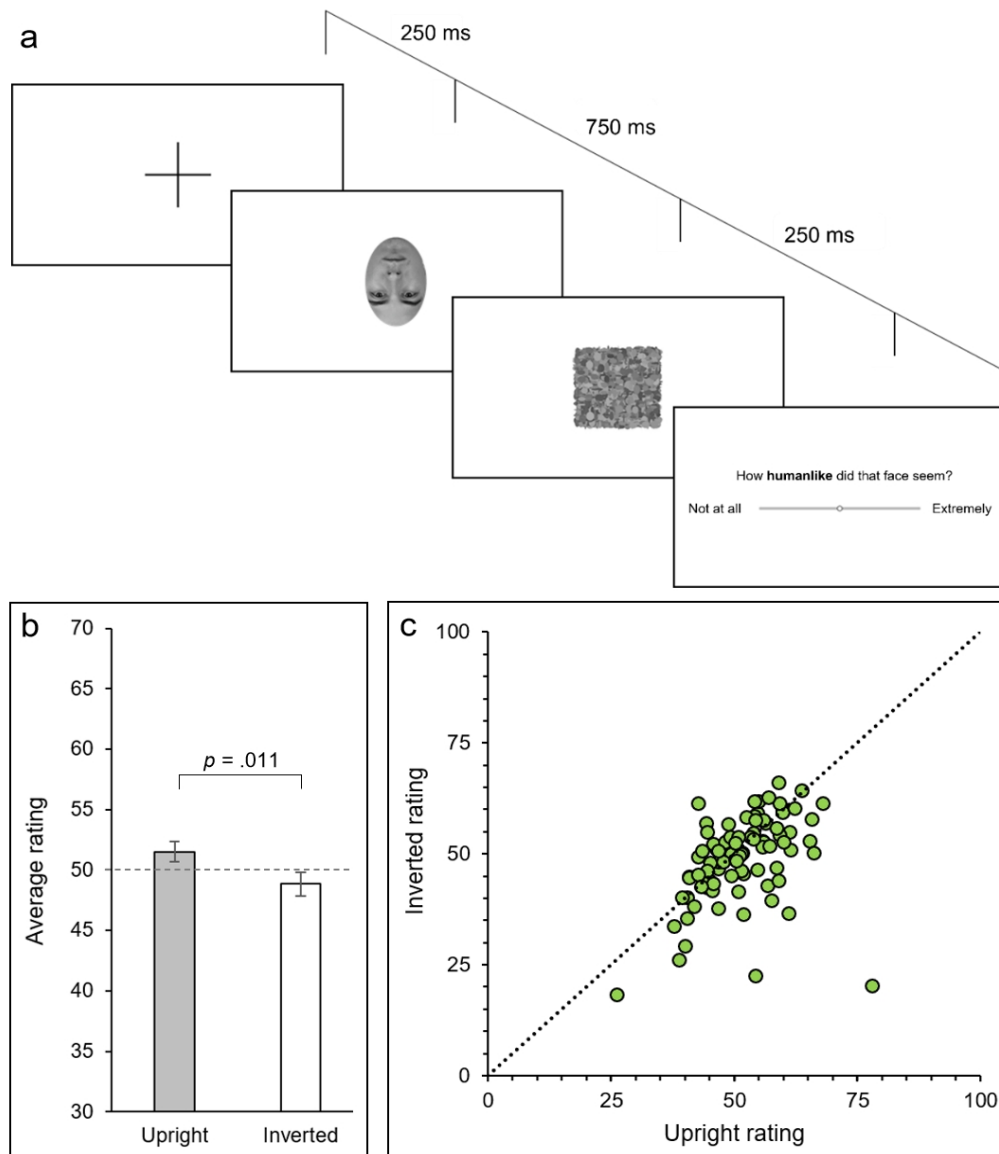 a
250 ms
750 ms
250 ms
How humanlike did that face seem?
Not at all Extremely
b
70
65
60
55
50
45
40
35
30
Average rating
p = .011
Upright Inverted
c
100
75
50
25
0
Inverted rating
0 25 50 75 100
Upright rating